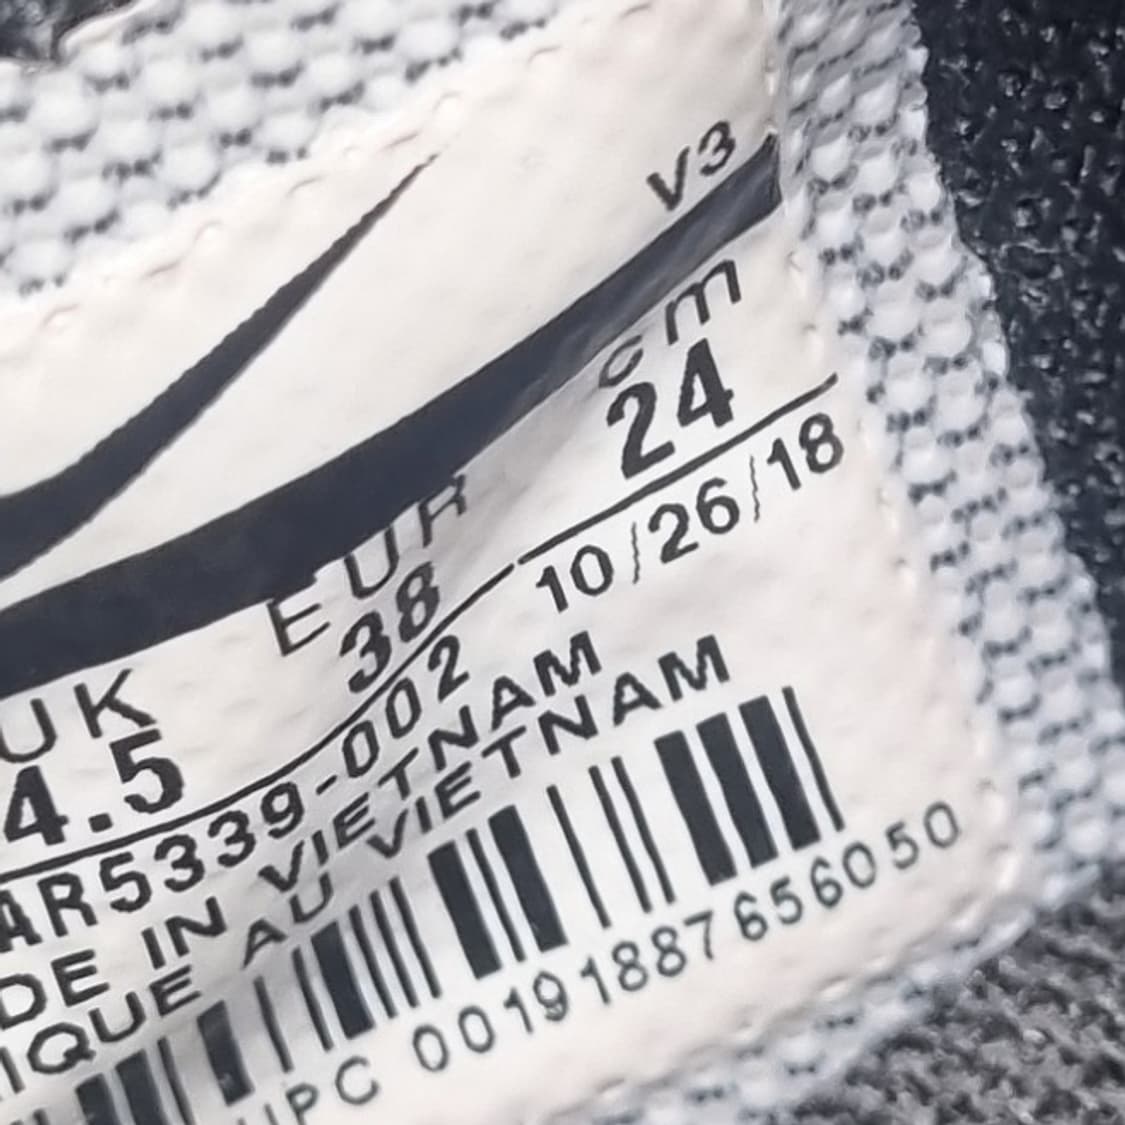 V3
UK EUR cm
4.5 38 24
AR5339-002 10/26/18
DE IN VIETNAM
IQUE AU VIETNAM
UPC 00191887656050